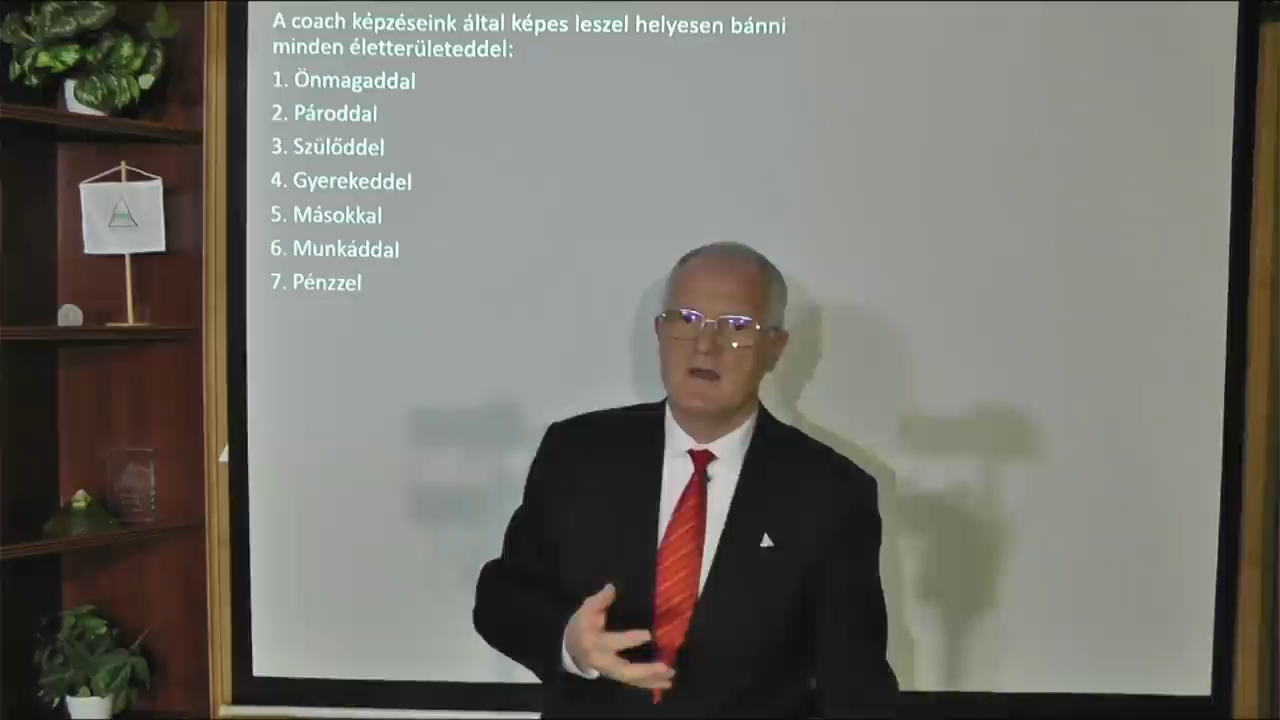 A coach képzéseink által képes leszel helyesen bánni
minden életterületeddel:
1. Önmagaddal
2. Pároddal
3. Szülőddel
4. Gyerekeddel
5. Másokkal
6. Munkáddal
7. Pénzzel